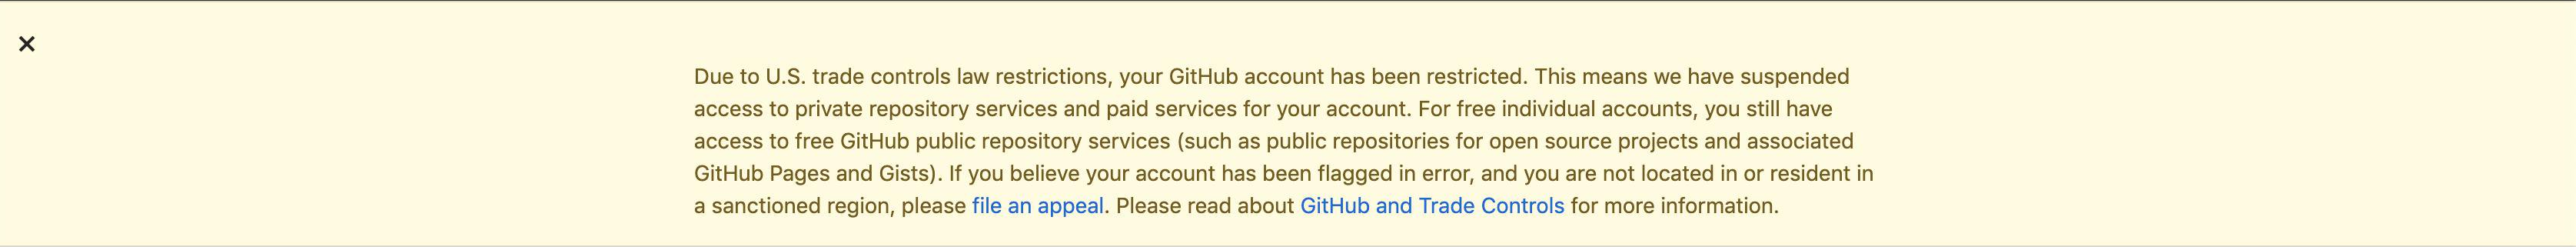 Due to U.S. trade controls law restrictions, your GitHub account has been restricted. This means we have suspended
access to private repository services and paid services for your account. For free individual accounts, you still have
access to free GitHub public repository services (such as public repositories for open source projects and associated
GitHub Pages and Gists). If you believe your account has been flagged in error, and you are not located in or resident in
a sanctioned region, please file an appeal. Please read about GitHub and Trade Controls for more information.